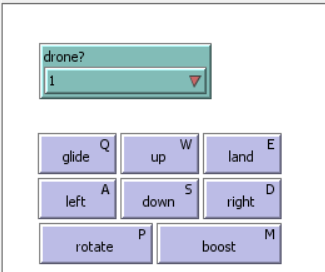 drone?
1
Q W E
glide up land
A S D
left down right
P M
rotate boost